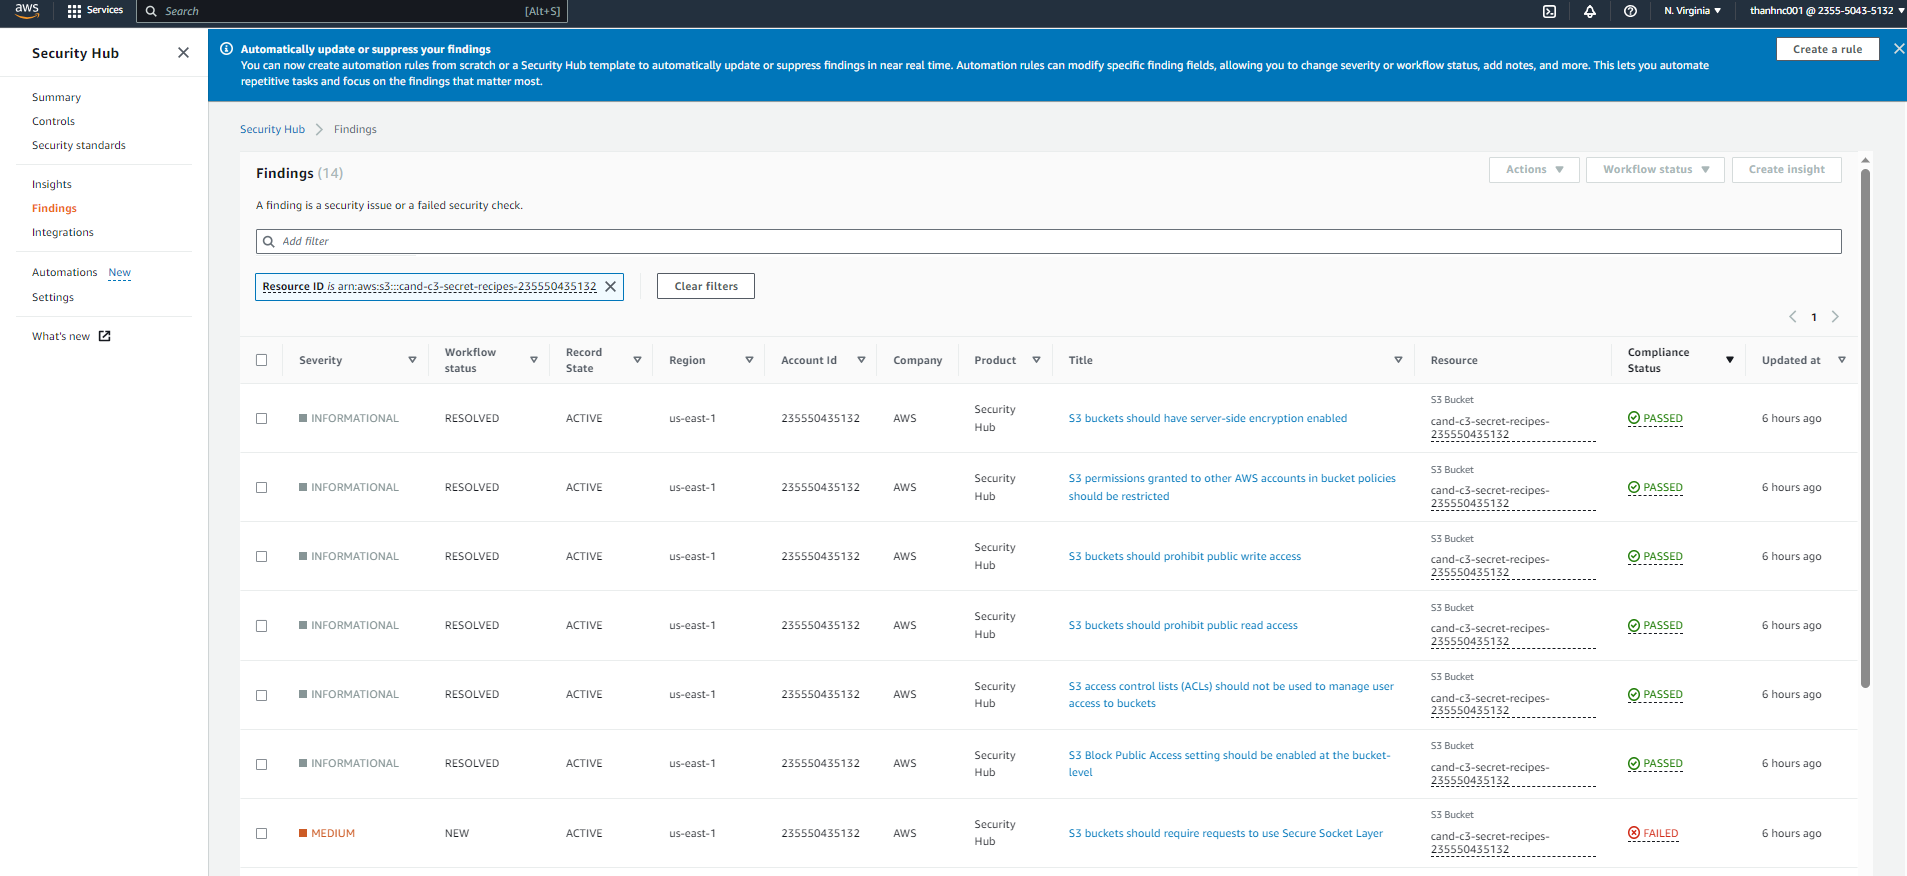 aws
Services
Search
[Alt+S]
N. Virginia
thanhnc001 @ 2355-5043-5132
Security Hub
Summary
Controls
Security standards
Insights
Findings
Integrations
Automations New
Settings
What's new
Automatically update or suppress your findings
You can now create automation rules from scratch or a Security Hub template to automatically update or suppress findings in near real time. Automation rules can modify specific finding fields, allowing you to change severity or workflow status, add notes, and more. This lets you automate
repetitive tasks and focus on the findings that matter most.
Create a rule
Security Hub Findings
Findings (14)
Actions
Workflow status
Create insight
A finding is a security issue or a failed security check.
Add filter
Resource ID is arn:aws:s3:::cand-c3-secret-recipes-235550435132
Clear filters
1
Severity
Workflow
status
Record
State
Region
Account Id
Company
Product
Title
Resource
Compliance
Status
Updated at
INFORMATIONAL
RESOLVED
ACTIVE
us-east-1
235550435132
AWS
Security
Hub
S3 buckets should have server-side encryption enabled
S3 Bucket
cand-c3-secret-recipes-
235550435132
PASSED
6 hours ago
INFORMATIONAL
RESOLVED
ACTIVE
us-east-1
235550435132
AWS
Security
Hub
S3 permissions granted to other AWS accounts in bucket policies
should be restricted
S3 Bucket
cand-c3-secret-recipes-
235550435132
PASSED
6 hours ago
INFORMATIONAL
RESOLVED
ACTIVE
us-east-1
235550435132
AWS
Security
Hub
S3 buckets should prohibit public write access
S3 Bucket
cand-c3-secret-recipes-
235550435132
PASSED
6 hours ago
INFORMATIONAL
RESOLVED
ACTIVE
us-east-1
235550435132
AWS
Security
Hub
S3 buckets should prohibit public read access
S3 Bucket
cand-c3-secret-recipes-
235550435132
PASSED
6 hours ago
INFORMATIONAL
RESOLVED
ACTIVE
us-east-1
235550435132
AWS
Security
Hub
S3 access control lists (ACLs) should not be used to manage user
access to buckets
S3 Bucket
cand-c3-secret-recipes-
235550435132
PASSED
6 hours ago
INFORMATIONAL
RESOLVED
ACTIVE
us-east-1
235550435132
AWS
Security
Hub
S3 Block Public Access setting should be enabled at the bucket-
level
S3 Bucket
cand-c3-secret-recipes-
235550435132
PASSED
6 hours ago
MEDIUM
NEW
ACTIVE
us-east-1
235550435132
AWS
Security
Hub
S3 buckets should require requests to use Secure Socket Layer
S3 Bucket
cand-c3-secret-recipes-
235550435132
FAILED
6 hours ago